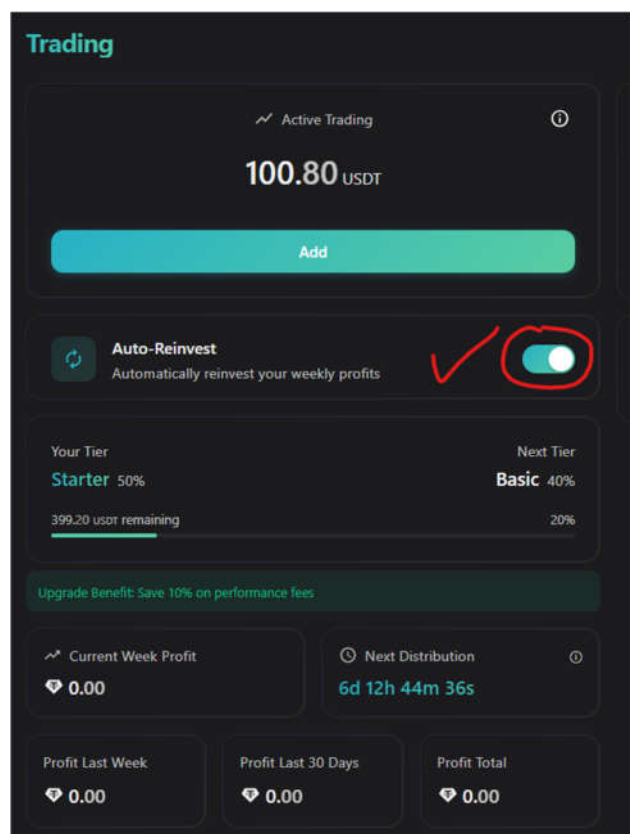 Trading
Active Trading
100.80 USDT
Add
Auto-Reinvest
Automatically reinvest your weekly profits
Your Tier
Next Tier
Starter 50%
Basic 40%
399.20 USDT remaining
20%
Upgrade Benefit: Save 10% on performance fees
Current Week Profit
0.00
Next Distribution
6d 12h 44m 36s
Profit Last Week
0.00
Profit Last 30 Days
0.00
Profit Total
0.00